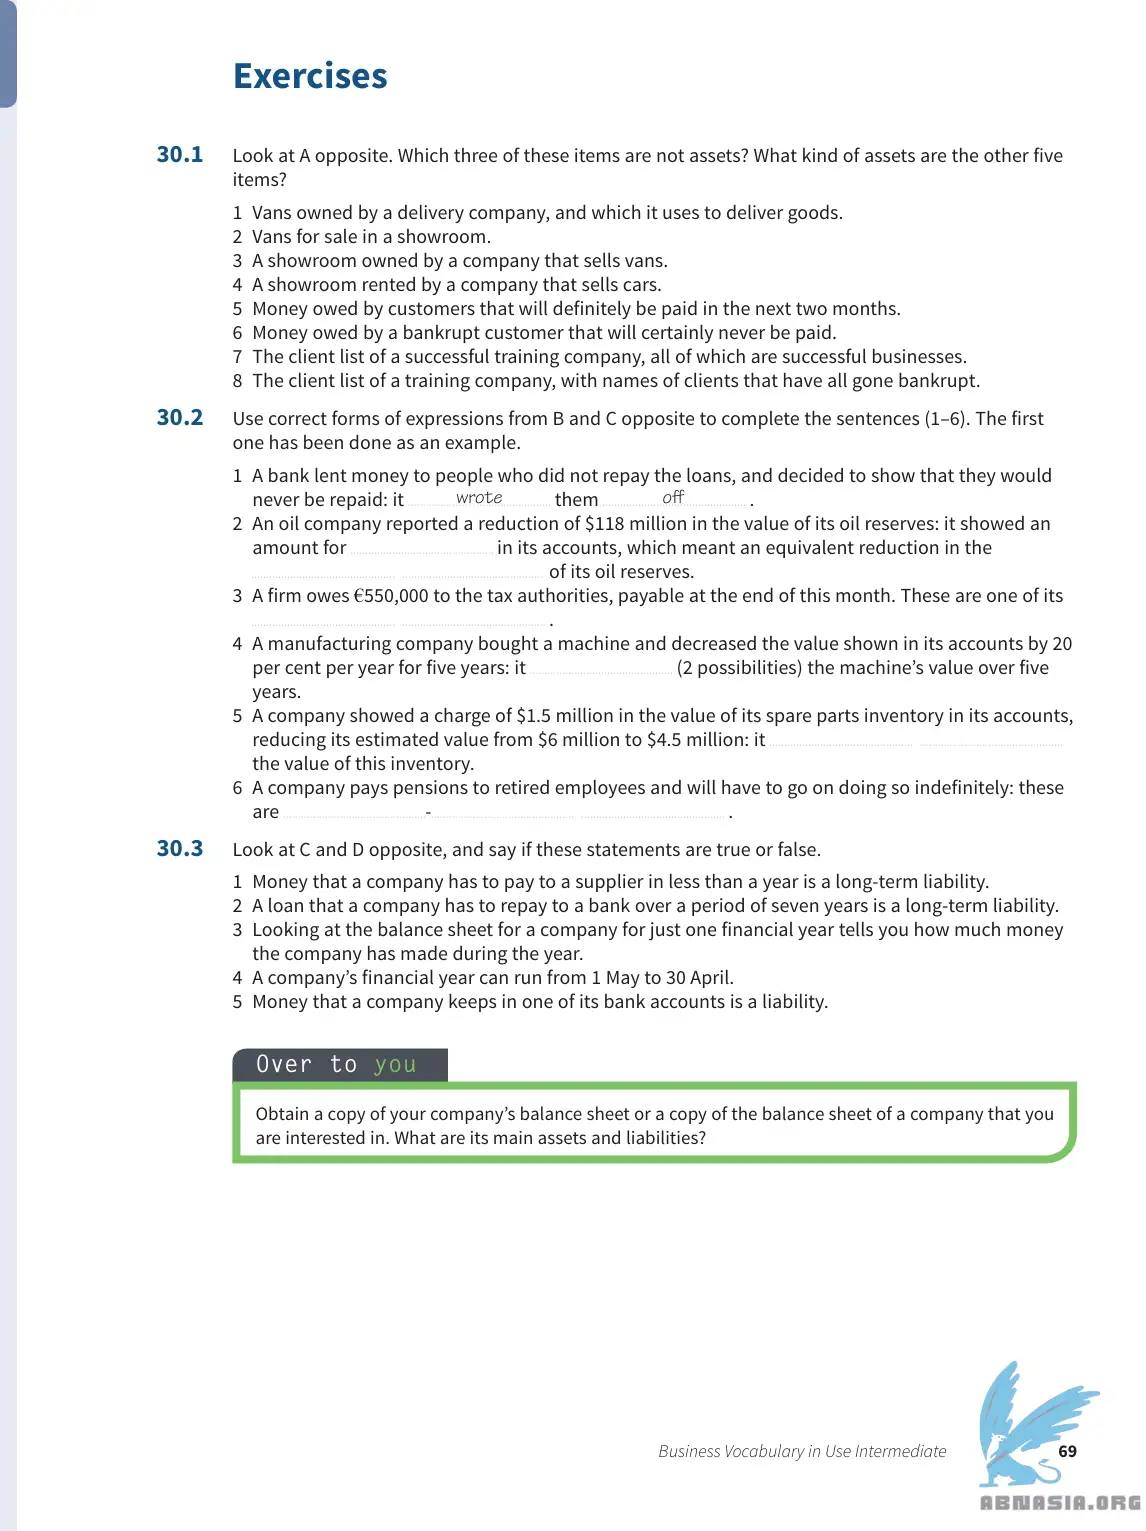 Exercises
30.1 Look at A opposite. Which three of these items are not assets? What kind of assets are the other five
items?
1 Vans owned by a delivery company, and which it uses to deliver goods.
2 Vans for sale in a showroom.
3 A showroom owned by a company that sells vans.
4 A showroom rented by a company that sells cars.
5 Money owed by customers that will definitely be paid in the next two months.
6 Money owed by a bankrupt customer that will certainly never be paid.
7 The client list of a successful training company, all of which are successful businesses.
8 The client list of a training company, with names of clients that have all gone bankrupt.
30.2 Use correct forms of expressions from B and C opposite to complete the sentences (1–6). The first
one has been done as an example.
1 A bank lent money to people who did not repay the loans, and decided to show that they would
never be repaid: it wrote them off .
2 An oil company reported a reduction of $118 million in the value of its oil reserves: it showed an
amount for ........ in its accounts, which meant an equivalent reduction in the
........ ........ of its oil reserves.
3 A firm owes €550,000 to the tax authorities, payable at the end of this month. These are one of its
........ ........ .
4 A manufacturing company bought a machine and decreased the value shown in its accounts by 20
per cent per year for five years: it ........ (2 possibilities) the machine’s value over five
years.
5 A company showed a charge of $1.5 million in the value of its spare parts inventory in its accounts,
reducing its estimated value from $6 million to $4.5 million: it ........ ........
the value of this inventory.
6 A company pays pensions to retired employees and will have to go on doing so indefinitely: these
are ........ - ........ ........ .
30.3 Look at C and D opposite, and say if these statements are true or false.
1 Money that a company has to pay to a supplier in less than a year is a long-term liability.
2 A loan that a company has to repay to a bank over a period of seven years is a long-term liability.
3 Looking at the balance sheet for a company for just one financial year tells you how much money
the company has made during the year.
4 A company’s financial year can run from 1 May to 30 April.
5 Money that a company keeps in one of its bank accounts is a liability.
Over to you
Obtain a copy of your company’s balance sheet or a copy of the balance sheet of a company that you
are interested in. What are its main assets and liabilities?
Business Vocabulary in Use Intermediate 69
ABNASIA.ORG